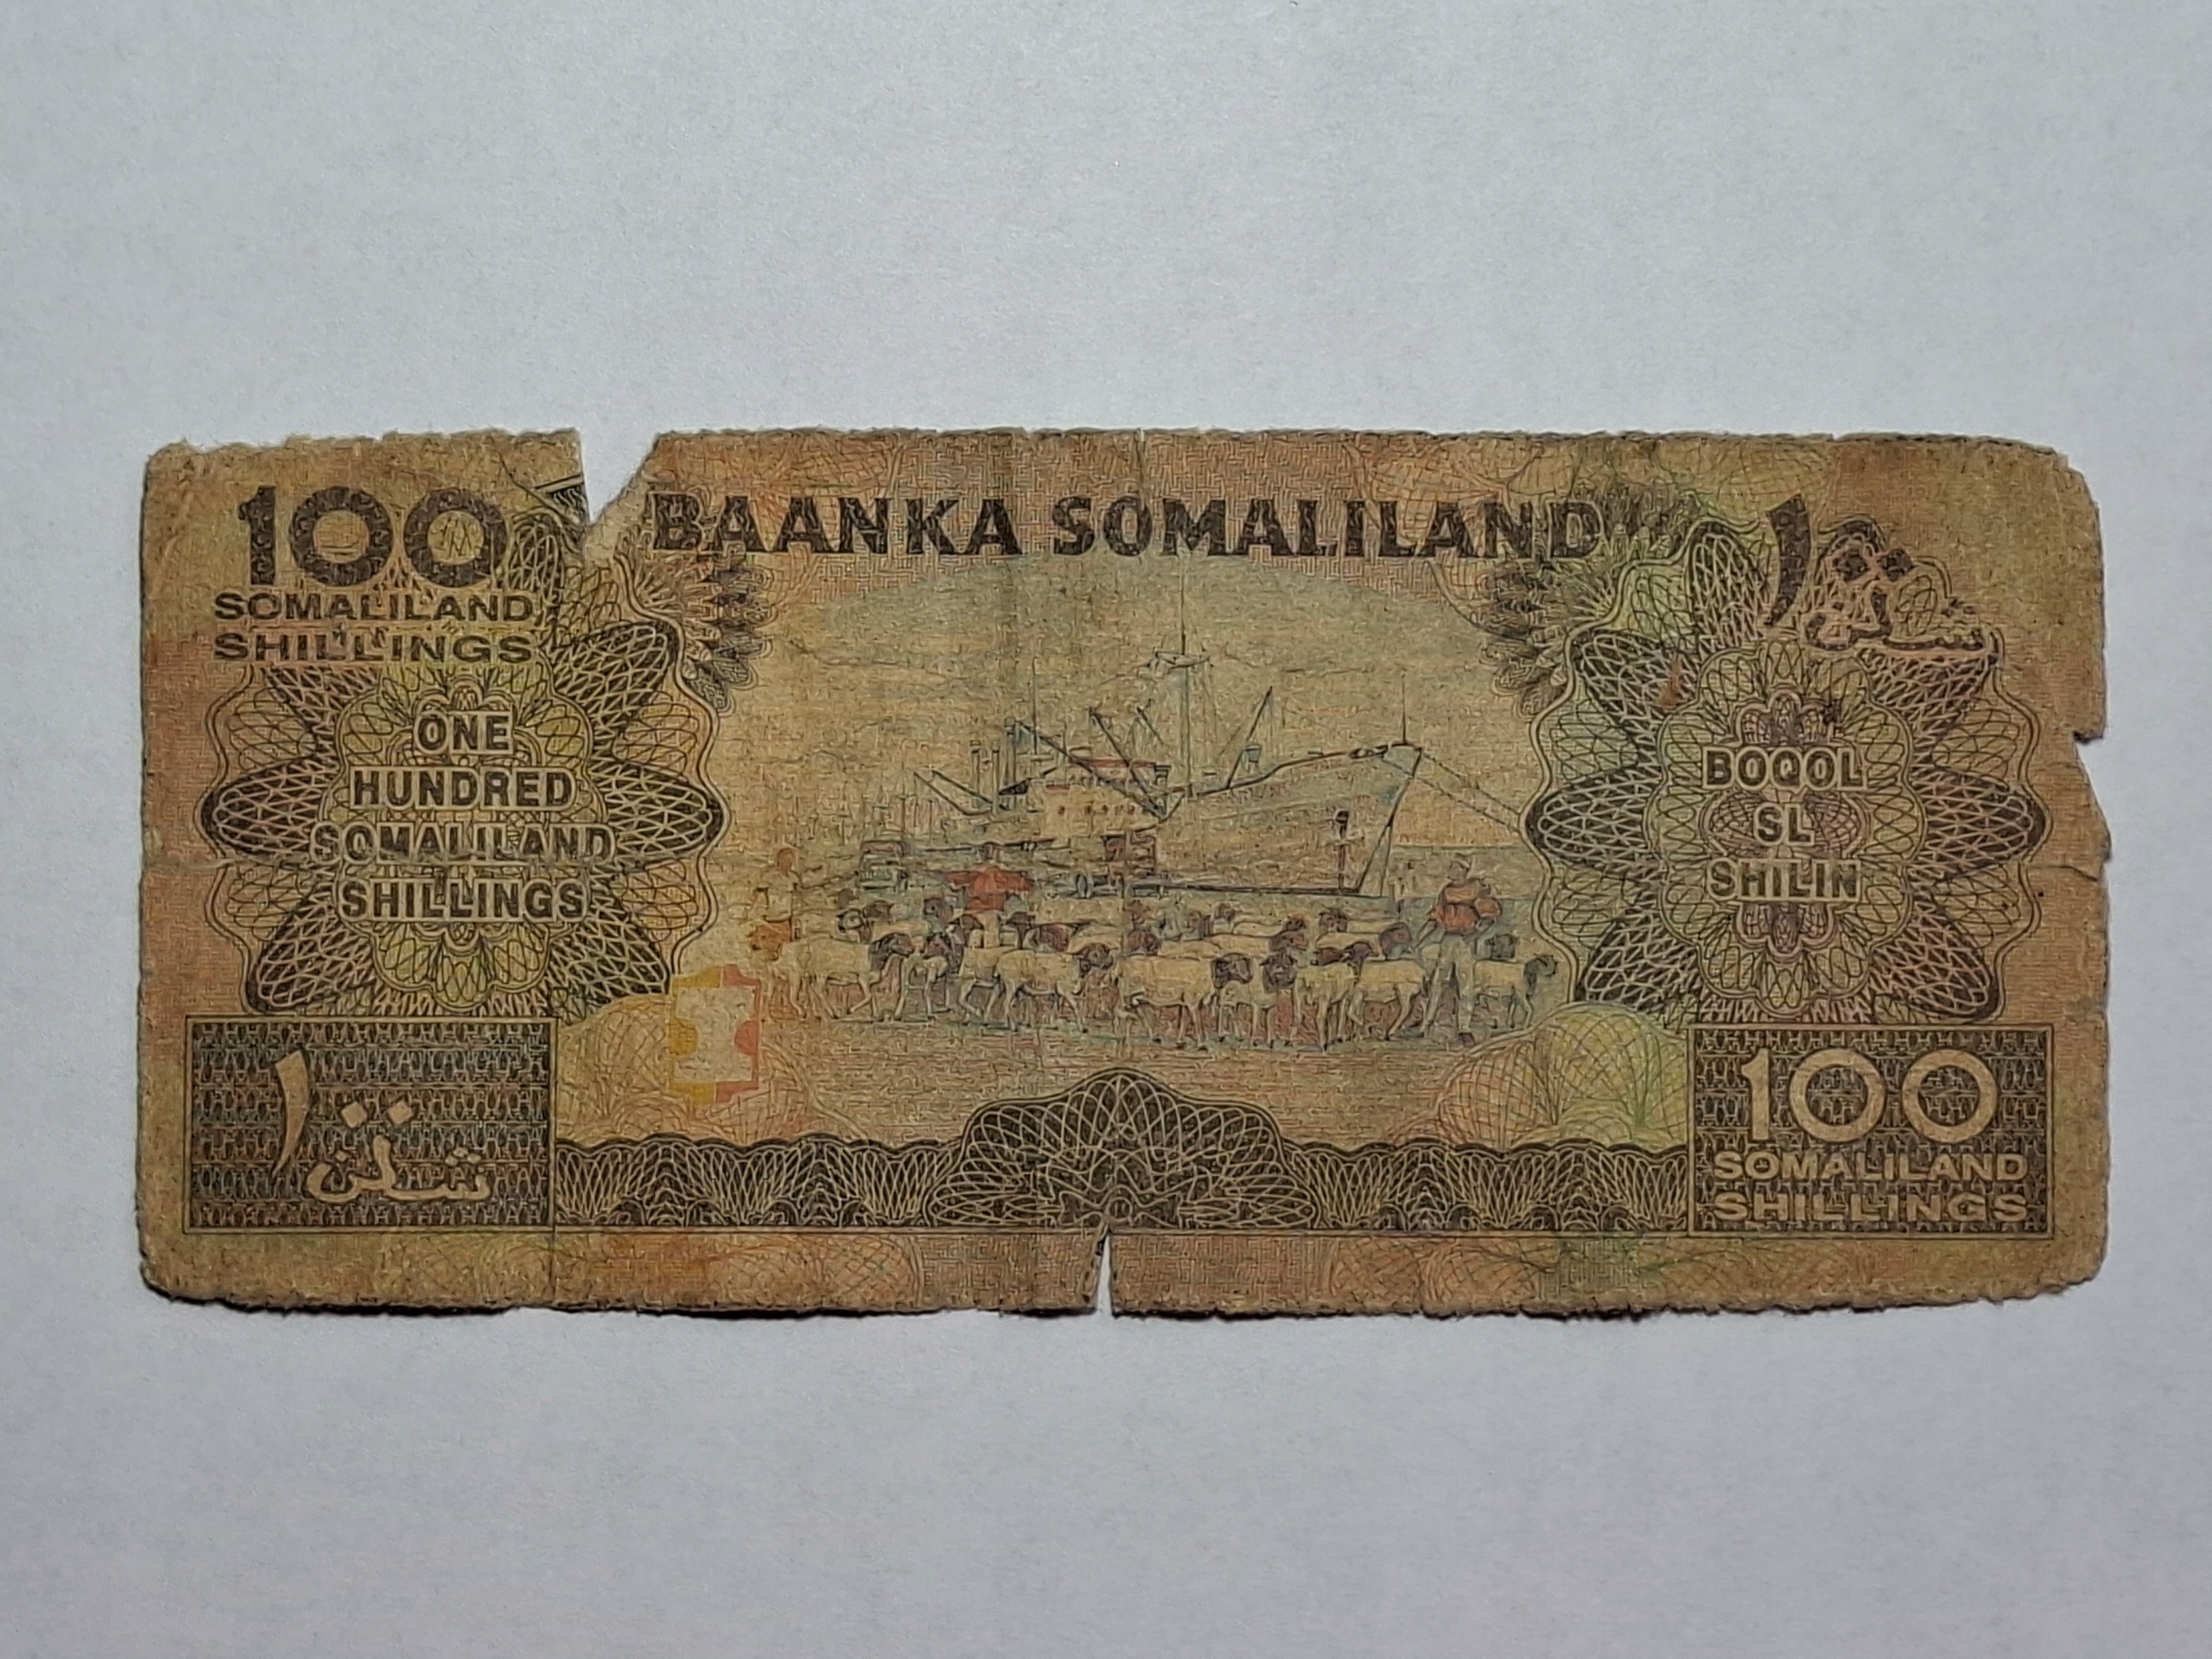 100
SOMALILAND
SHILLINGS
BAANKA SOMALILAND
١٠٠
شلن
ONE
HUNDRED
SOMALILAND
SHILLINGS
BOQOL
SL
SHILIN
١٠٠
شلن
100
SOMALILAND
SHILLINGS